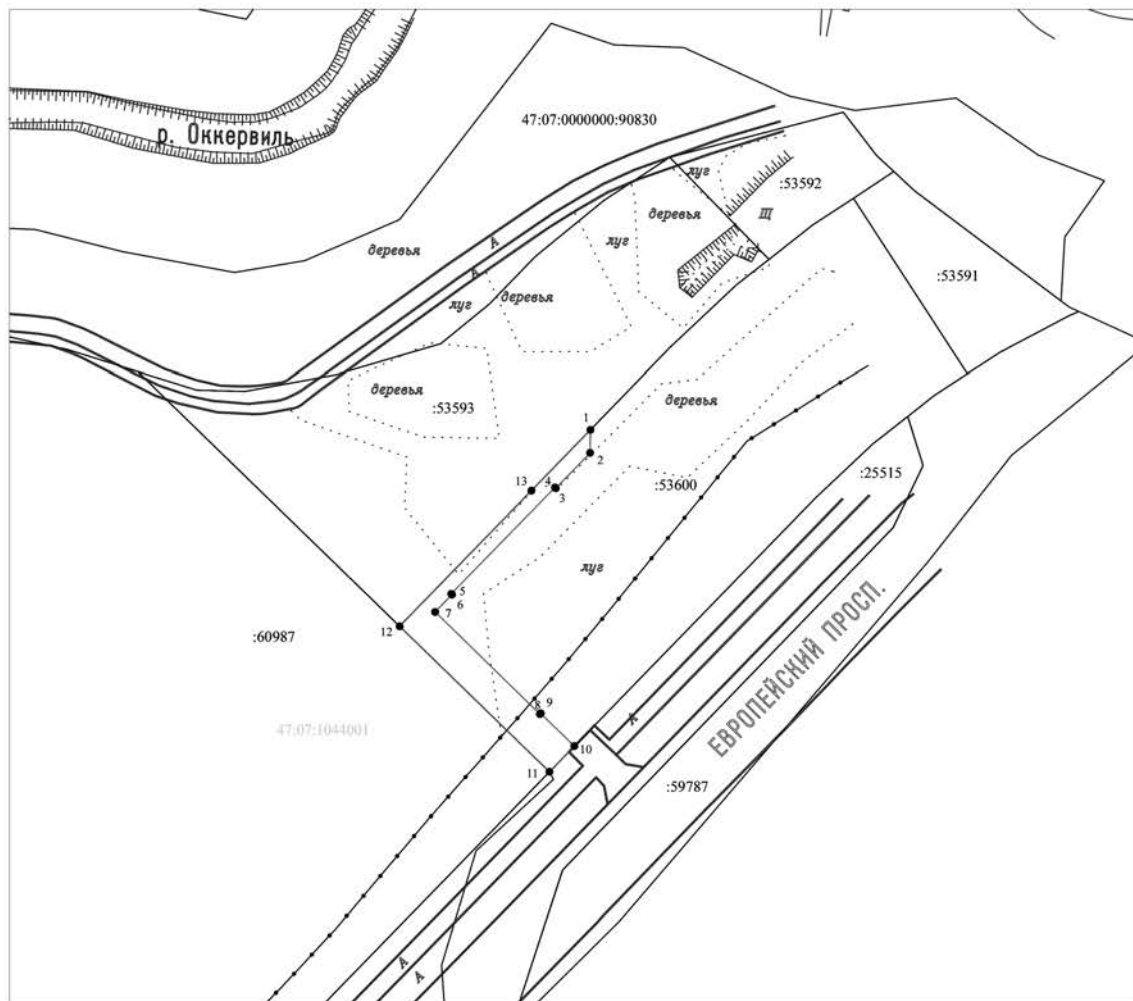 р. Оккервиль
47:07:0000000:90830
луг
:53592
деревья
Щ
луг
деревья
А
А
:53591
деревья
луг
деревья
:53593
деревья
1
2
:25515
13
4
3
:53600
луг
5
6
7
12
:60987
8
9
А
ЕВРОПЕЙСКИЙ ПРОСП.
47:07:1044001
10
11
:59787
А
А